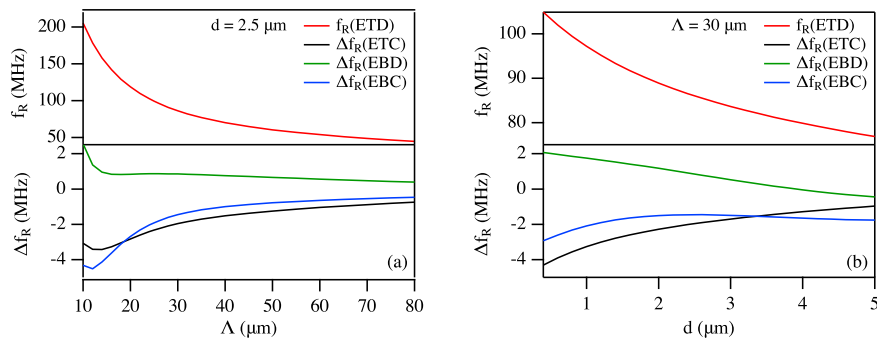 d = 2.5 µm
f_R(ETD)
Δf_R(ETC)
Δf_R(EBD)
Δf_R(EBC)
200
150
100
50
f_R (MHz)
2
0
-2
-4
Δf_R (MHz)
(a)
10 20 30 40 50 60 70 80
Λ (µm)
Λ = 30 µm
f_R(ETD)
Δf_R(ETC)
Δf_R(EBD)
Δf_R(EBC)
100
90
80
f_R (MHz)
2
0
-2
-4
Δf_R (MHz)
(b)
1 2 3 4 5
d (µm)